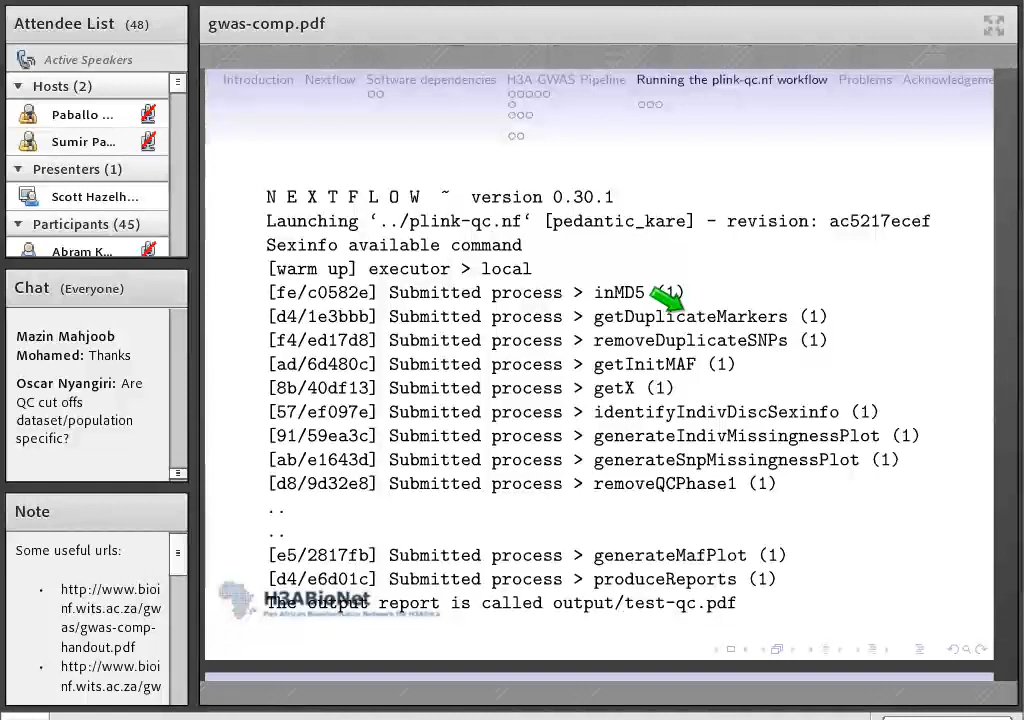 Attendee List (48)
Active Speakers
Hosts (2)
Paballo ...
Sumir Pa...
Presenters (1)
Scott Hazelh...
Participants (45)
Abram K...
Chat (Everyone)
Mazin Mahjoob
Mohamed: Thanks
Oscar Nyangiri: Are
QC cut offs
dataset/population
specific?
Note
Some useful urls:
http://www.bioi
nf.wits.ac.za/gw
as/gwas-comp-
handout.pdf
http://www.bioi
nf.wits.ac.za/gw
gwas-comp.pdf
Introduction Nextflow Software dependencies H3A GWAS Pipeline Running the plink-qc.nf workflow Problems Acknowledgeme
N E X T F L O W ~ version 0.30.1
Launching ‘../plink-qc.nf‘ [pedantic_kare] - revision: ac5217ecef
Sexinfo available command
[warm up] executor > local
[fe/c0582e] Submitted process > inMD5 (1)
[d4/1e3bbb] Submitted process > getDuplicateMarkers (1)
[f4/ed17d8] Submitted process > removeDuplicateSNPs (1)
[ad/6d480c] Submitted process > getInitMAF (1)
[8b/40df13] Submitted process > getX (1)
[57/ef097e] Submitted process > identifyIndivDiscSexinfo (1)
[91/59ea3c] Submitted process > generateIndivMissingnessPlot (1)
[ab/e1643d] Submitted process > generateSnpMissingnessPlot (1)
[d8/9d32e8] Submitted process > removeQCPhase1 (1)
..
..
[e5/2817fb] Submitted process > generateMafPlot (1)
[d4/e6d01c] Submitted process > produceReports (1)
H3ABioNet
The output report is called output/test-qc.pdf